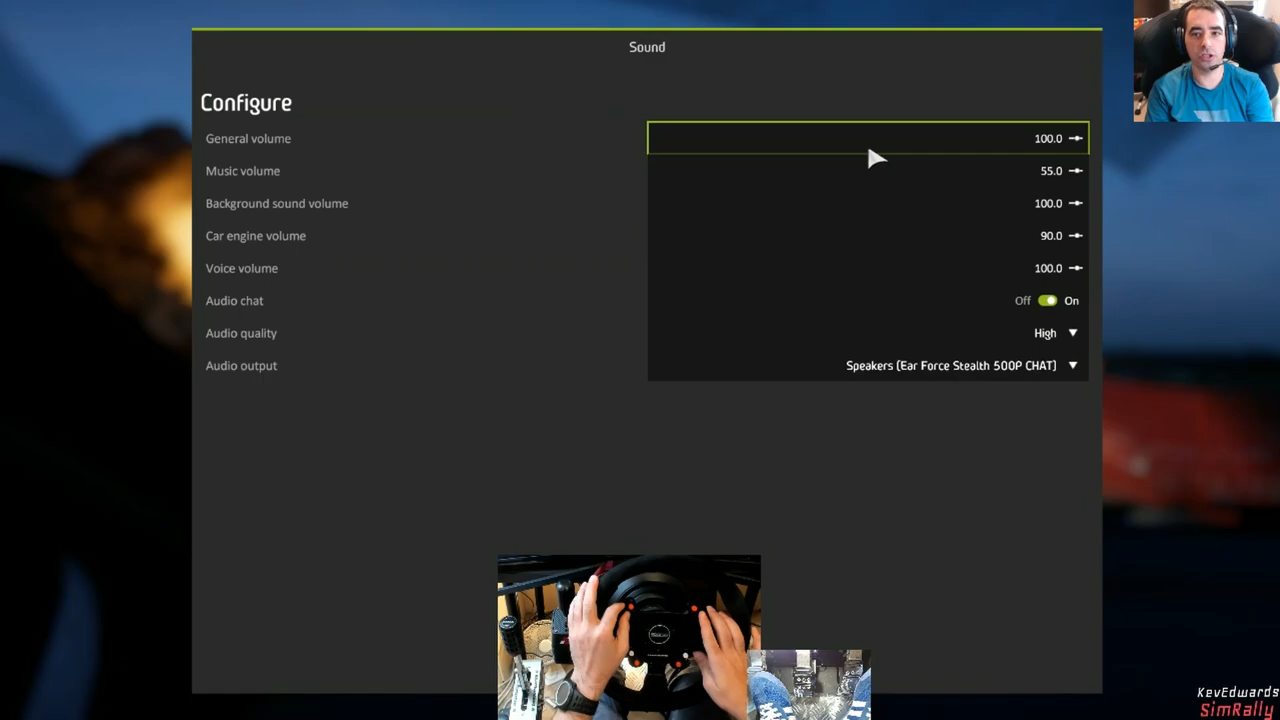 Sound
Configure
General volume 100.0
Music volume 55.0
Background sound volume 100.0
Car engine volume 90.0
Voice volume 100.0
Audio chat Off On
Audio quality High
Audio output Speakers (Ear Force Stealth 500P CHAT)
KevEdwards
SimRally